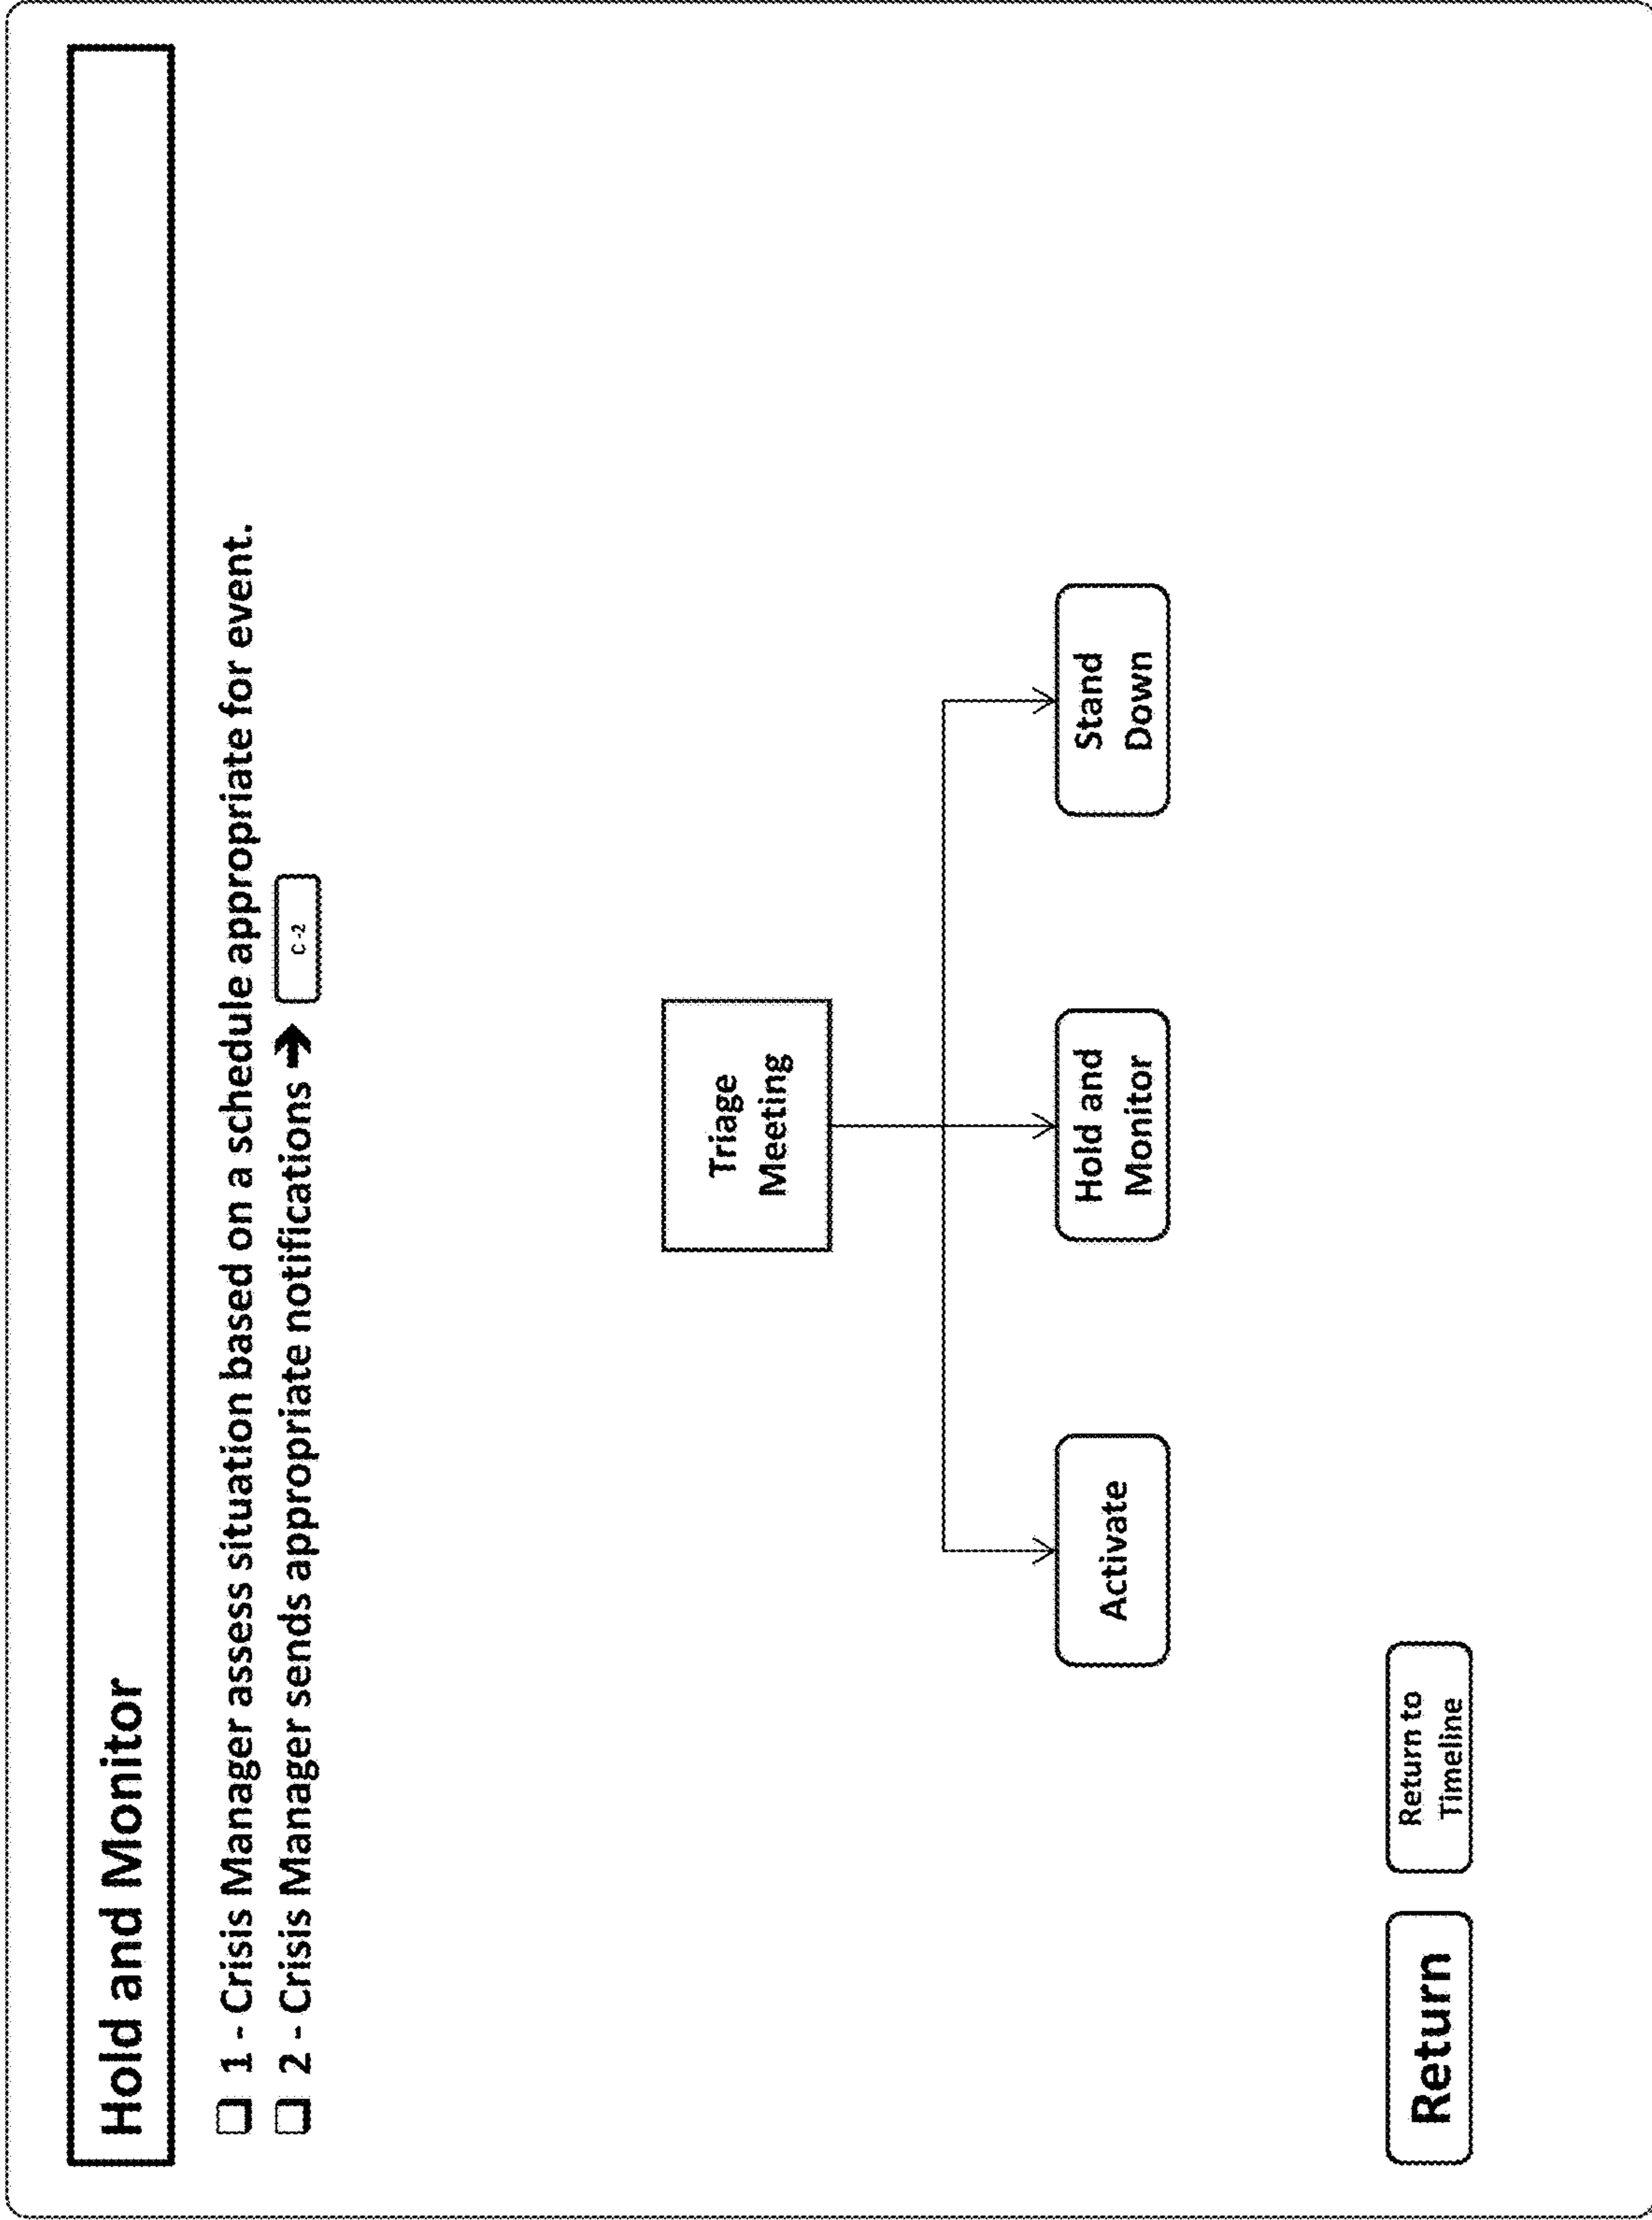 Hold and Monitor
❑ 1 - Crisis Manager assess situation based on a schedule appropriate for event.
❑ 2 - Crisis Manager sends appropriate notifications ➔ C-2
Triage
Meeting
Activate
Hold and
Monitor
Stand
Down
Return
Return to
Timeline